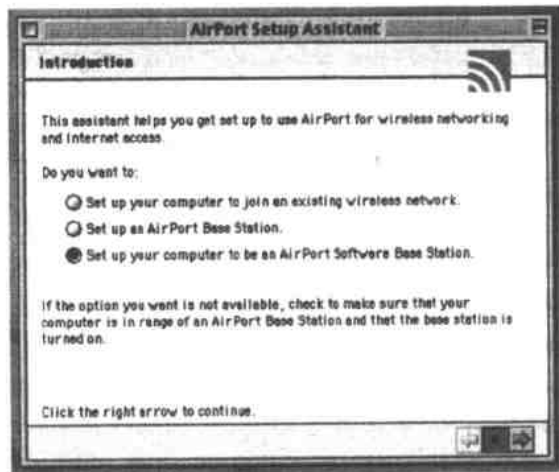 AirPort Setup Assistant
Introduction
This assistant helps you get set up to use AirPort for wireless networking
and Internet access.
Do you want to:
Set up your computer to join an existing wireless network.
Set up an AirPort Base Station.
Set up your computer to be an AirPort Software Base Station.
If the option you want is not available, check to make sure that your
computer is in range of an AirPort Base Station and that the base station is
turned on.
Click the right arrow to continue.